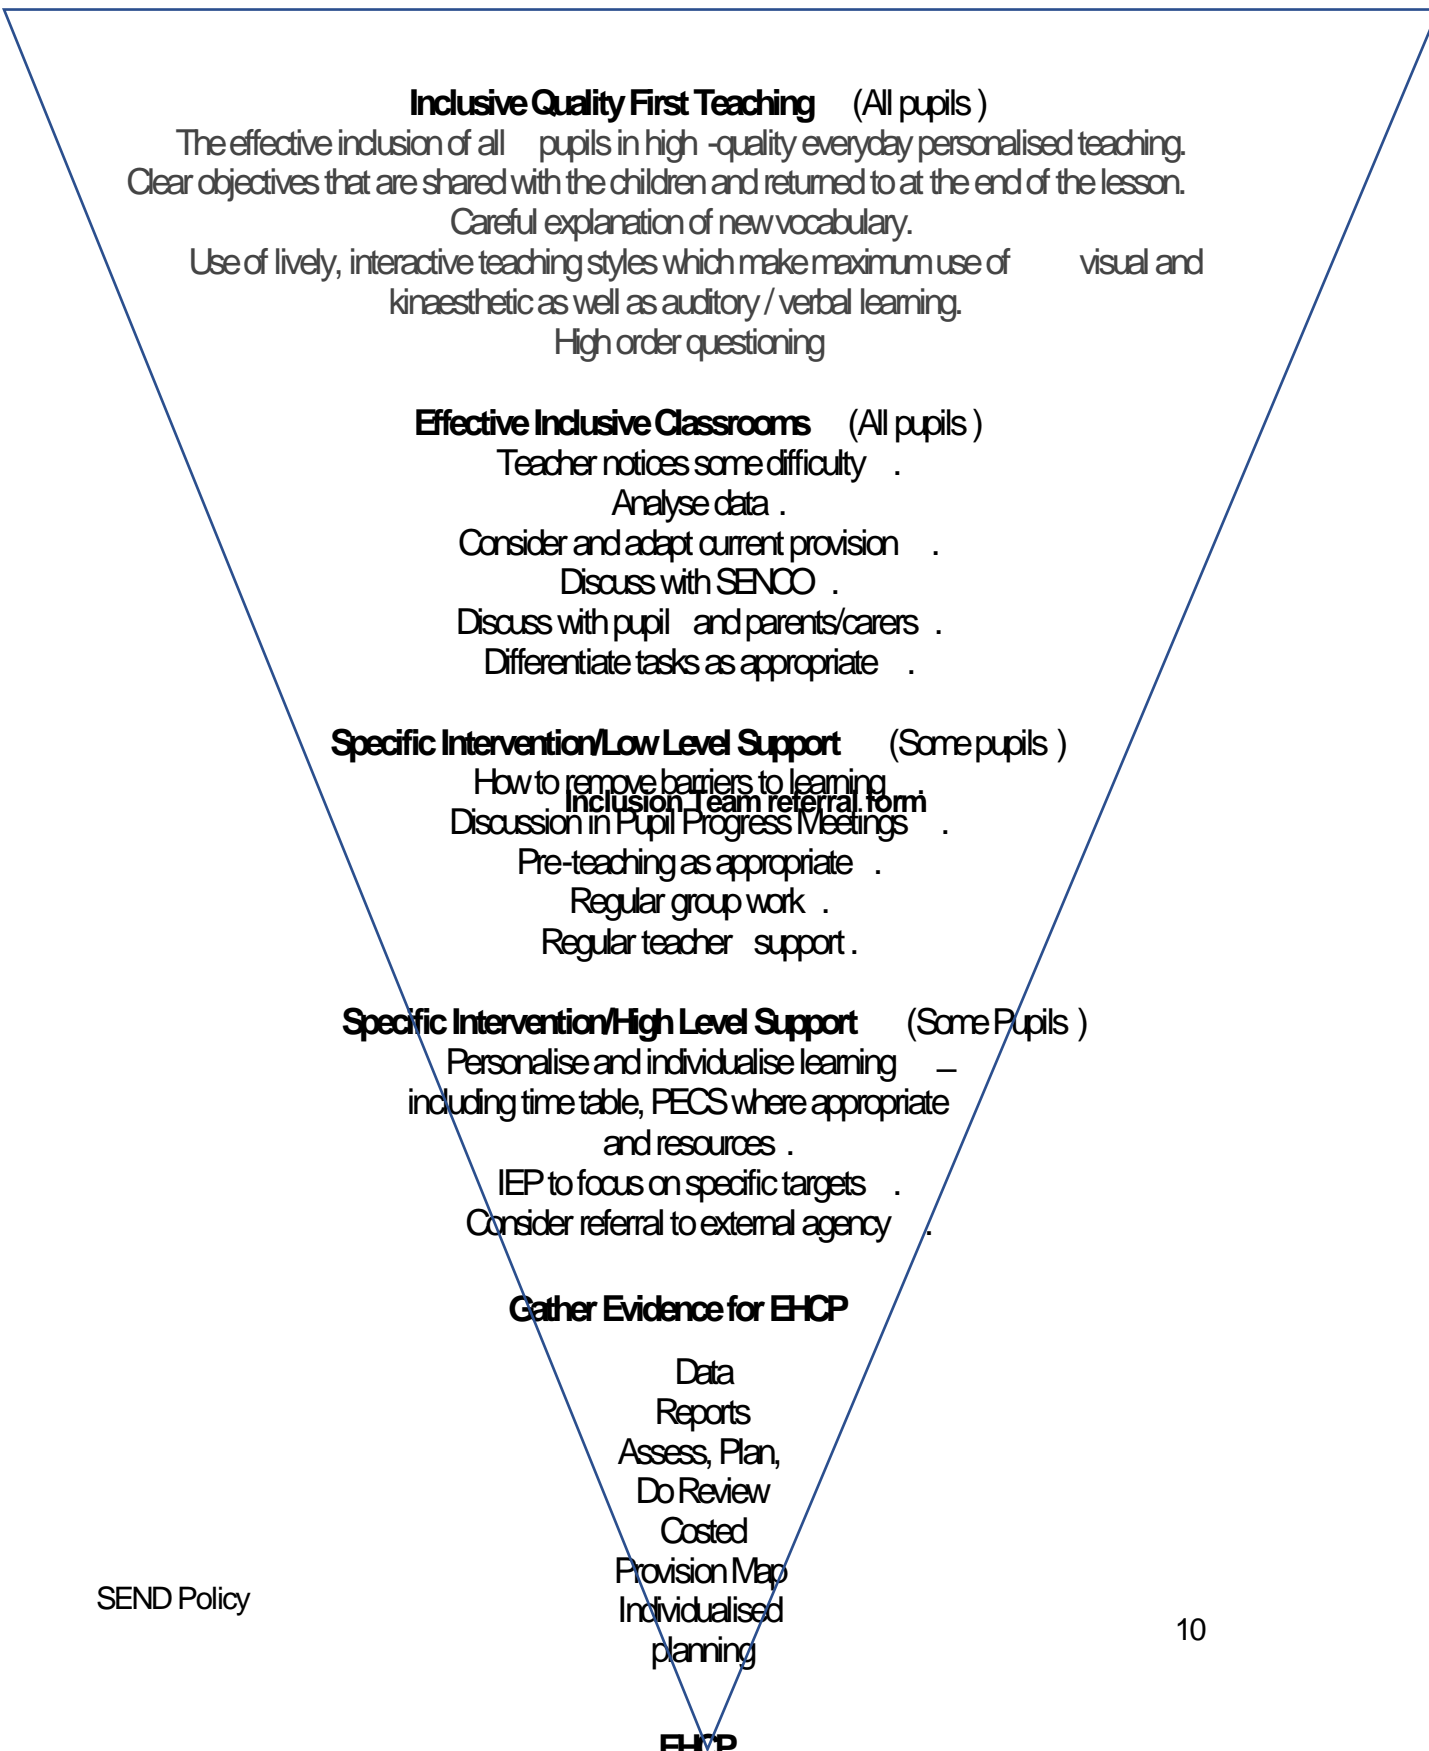 Inclusive Quality First Teaching (All pupils )
The effective inclusion of all pupils in high -quality everyday personalised teaching.
Clear objectives that are shared with the children and returned to at the end of the lesson.
Careful explanation of new vocabulary.
Use of lively, interactive teaching styles which make maximum use of visual and
kinaesthetic as well as auditory / verbal learning.
High order questioning
Effective Inclusive Classrooms (All pupils )
Teacher notices some difficulty .
Analyse data .
Consider and adapt current provision .
Discuss with SENCO .
Discuss with pupil and parents/carers .
Differentiate tasks as appropriate .
Specific Intervention/Low Level Support (Some pupils )
How to remove barriers to learning .
Inclusion Team referral form
Discussion in Pupil Progress Meetings .
Pre-teaching as appropriate .
Regular group work .
Regular teacher support .
Specific Intervention/High Level Support (Some Pupils )
Personalise and individualise learning –
including time table, PECS where appropriate
and resources .
IEP to focus on specific targets .
Consider referral to external agency .
Gather Evidence for EHCP
Data
Reports
Assess, Plan,
Do Review
Costed
Provision Map
Individualised
planning
SEND Policy
10
EHCP